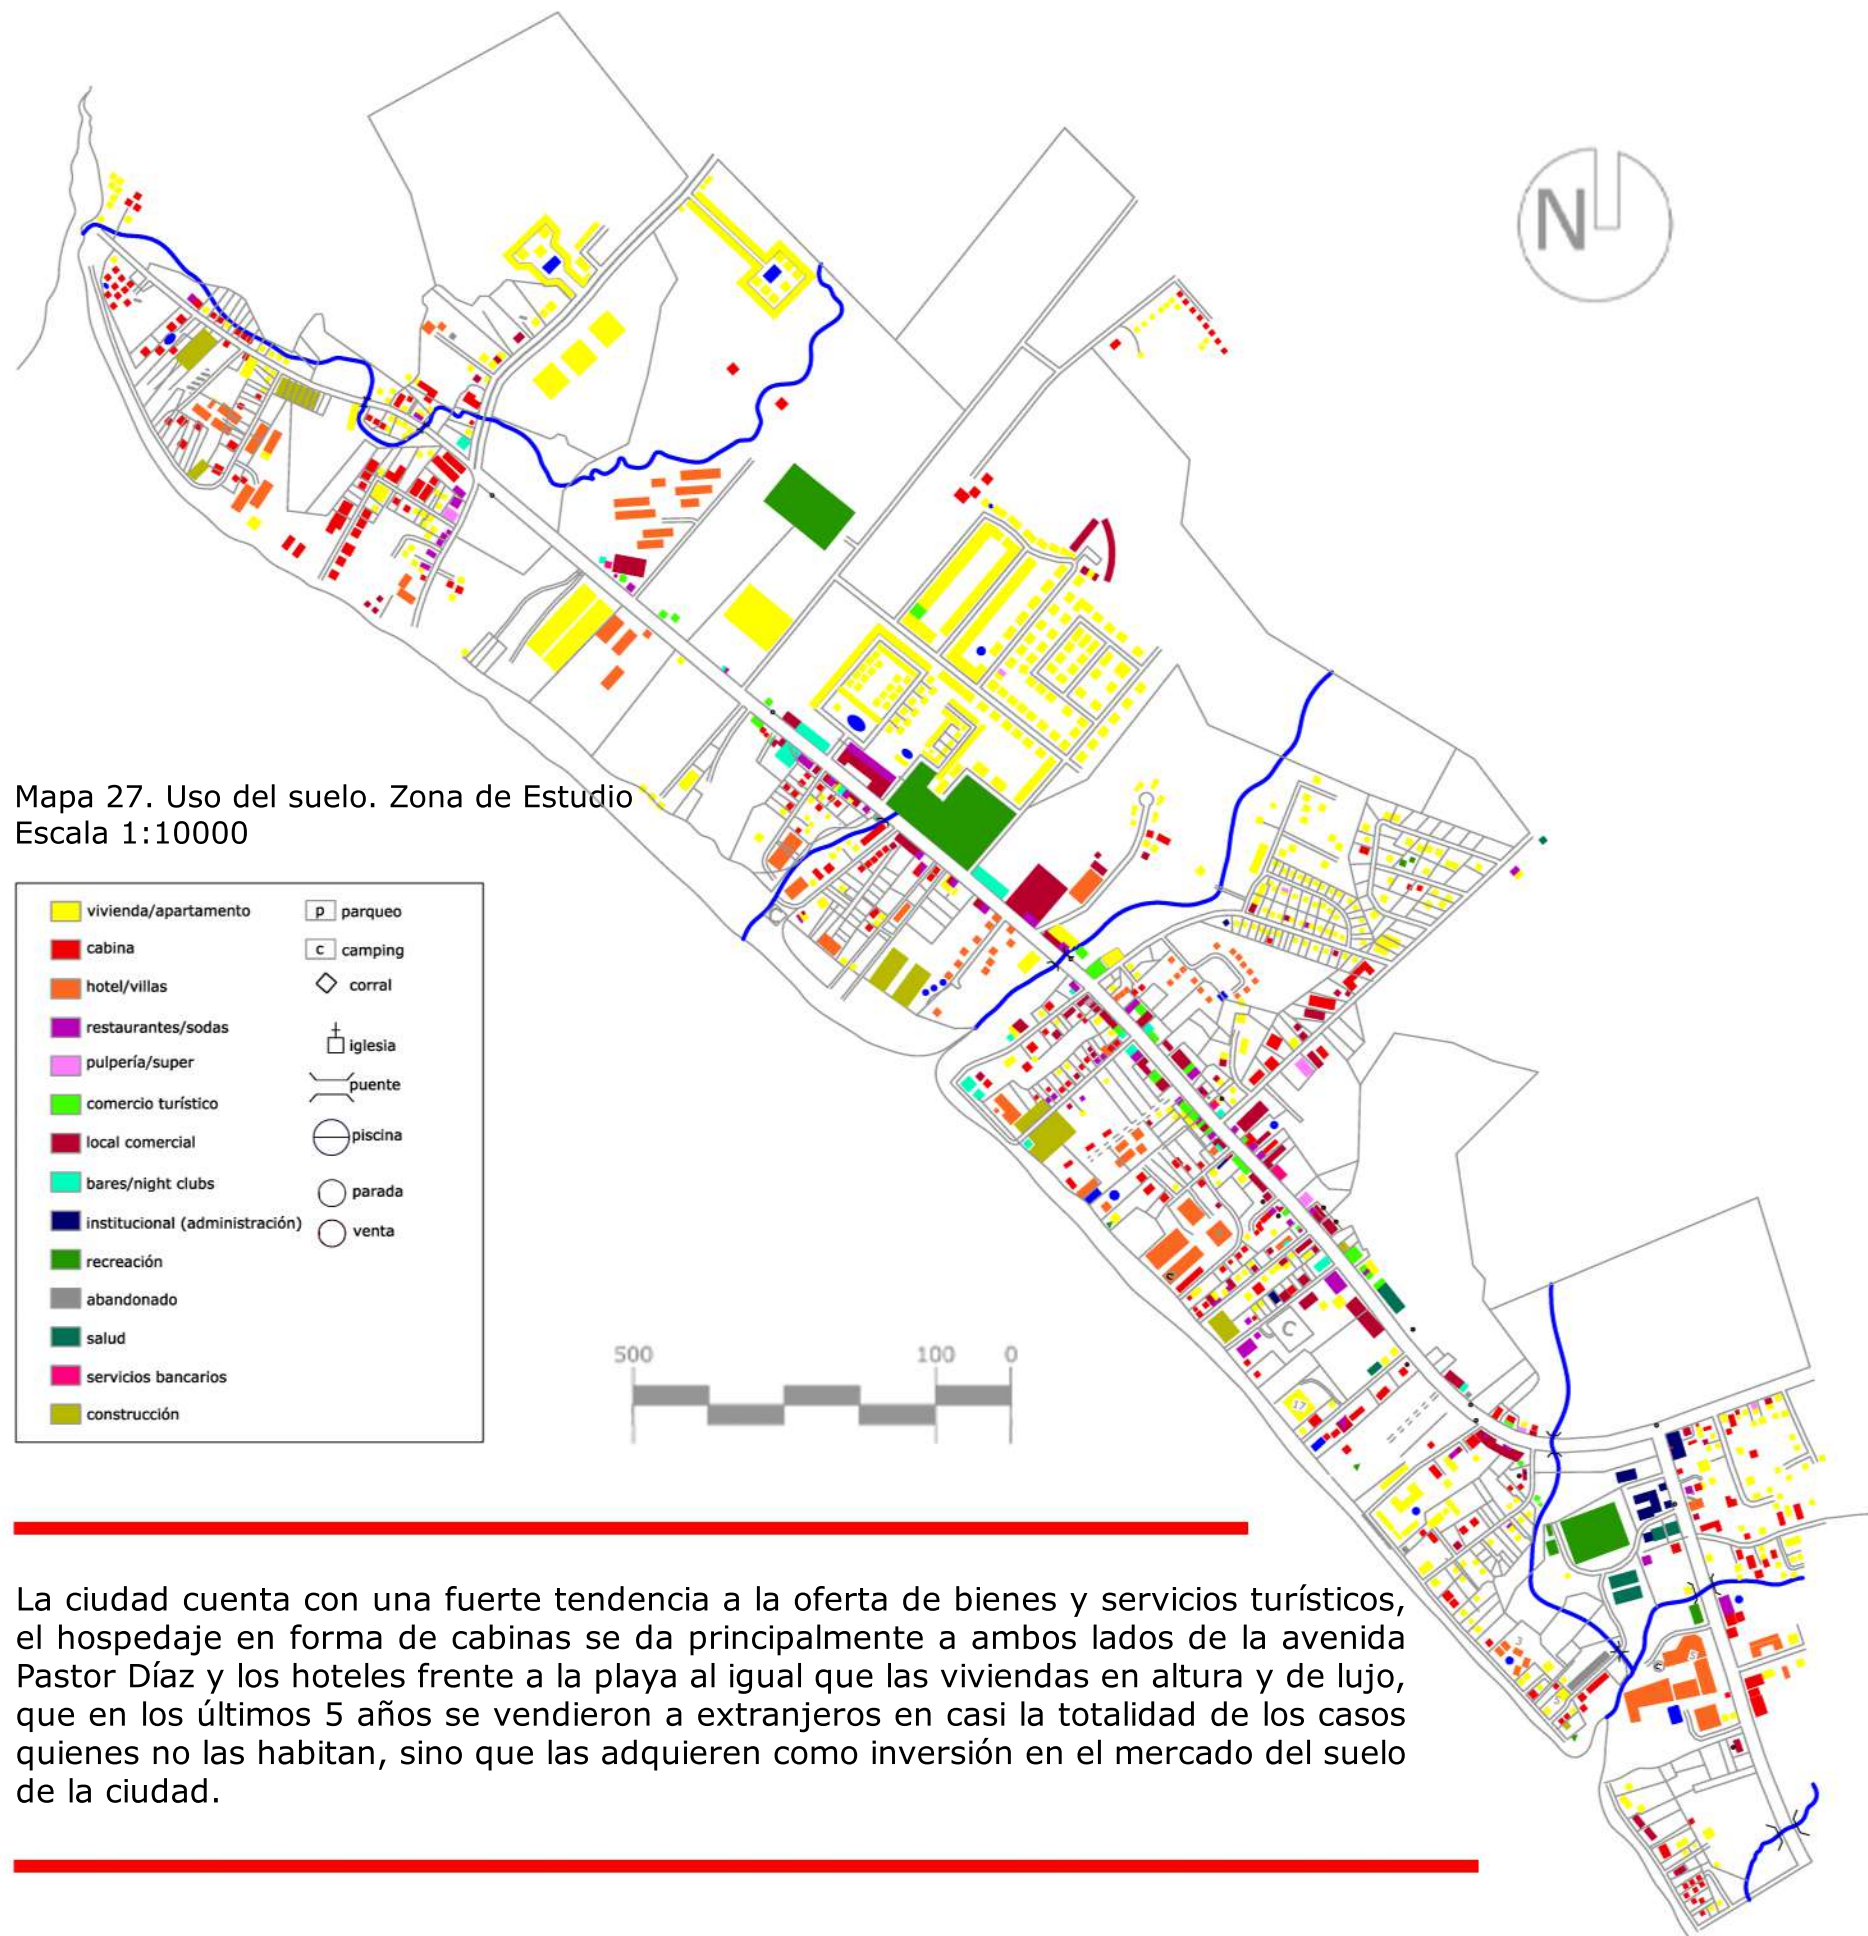 N
Mapa 27. Uso del suelo. Zona de Estudio
Escala 1:10000
vivienda/apartamento
cabina
hotel/villas
restaurantes/sodas
pulpería/super
comercio turístico
local comercial
bares/night clubs
institucional (administración)
recreación
abandonado
salud
servicios bancarios
construcción
p parqueo
c camping
corral
iglesia
puente
piscina
parada
venta
500 100 0
C
C
17
3
5
C
5
La ciudad cuenta con una fuerte tendencia a la oferta de bienes y servicios turísticos,
el hospedaje en forma de cabinas se da principalmente a ambos lados de la avenida
Pastor Díaz y los hoteles frente a la playa al igual que las viviendas en altura y de lujo,
que en los últimos 5 años se vendieron a extranjeros en casi la totalidad de los casos
quienes no las habitan, sino que las adquieren como inversión en el mercado del suelo
de la ciudad.